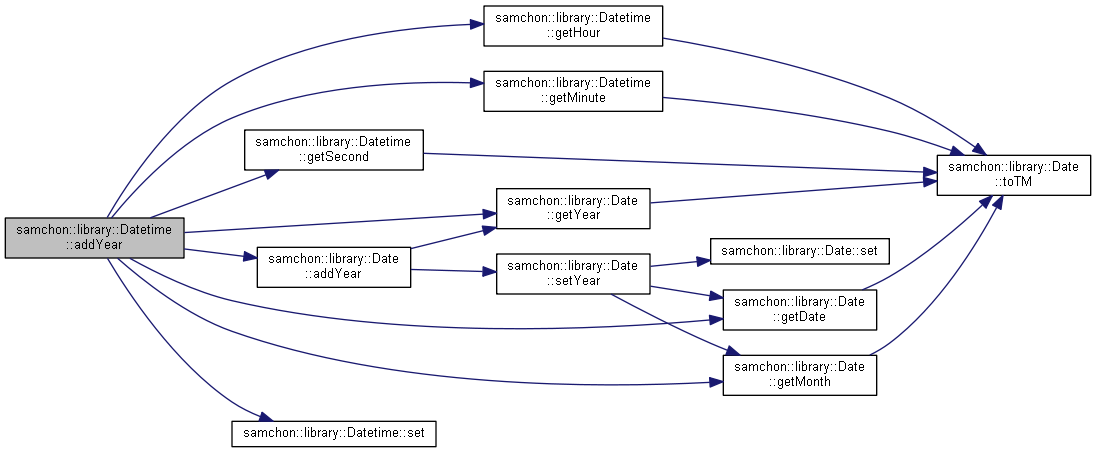 samchon::library::Datetime
::getHour
samchon::library::Datetime
::getMinute
samchon::library::Datetime
::getSecond
samchon::library::Date
::toTM
samchon::library::Date
::getYear
samchon::library::Datetime
::addYear
samchon::library::Date
::addYear
samchon::library::Date::set
samchon::library::Date
::setYear
samchon::library::Date
::getDate
samchon::library::Date
::getMonth
samchon::library::Datetime::set